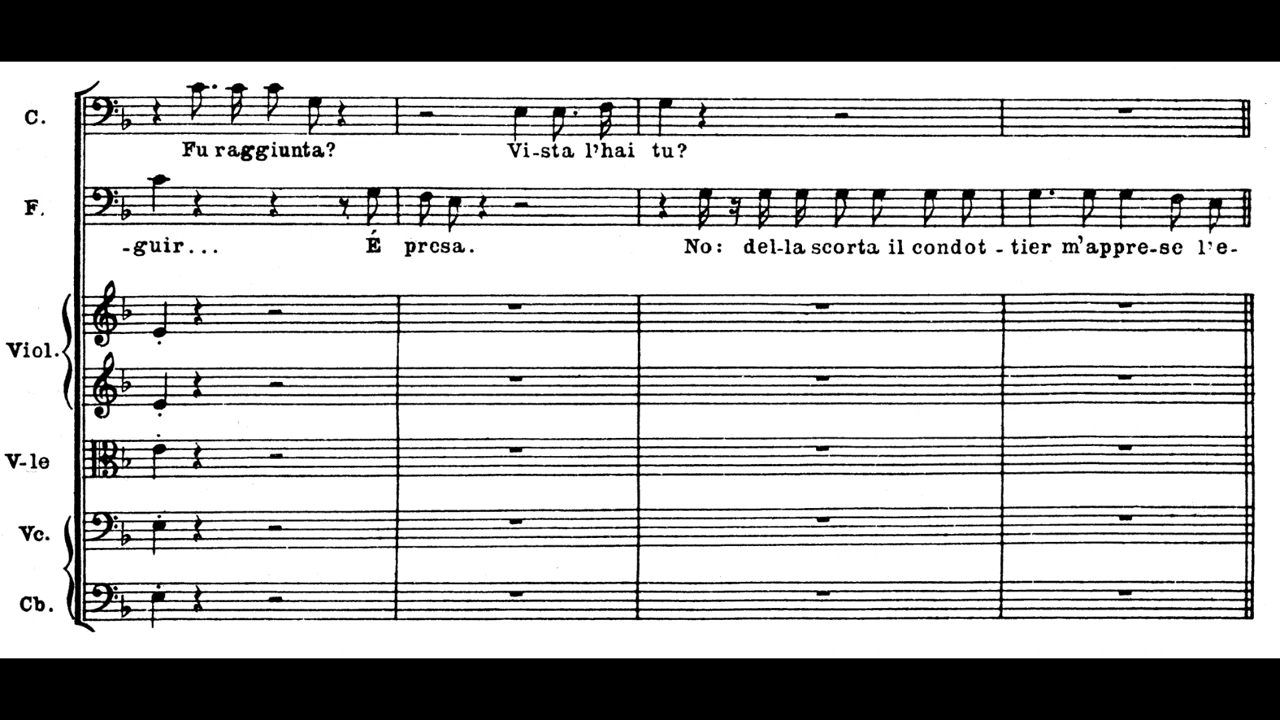 C.
Fu raggiunta? Vi-sta l'hai tu?
F.
-guir... É presa. No: del-la scorta il condot-tier m'appre-se l'e-
Viol.
V-le
Vc.
Cb.